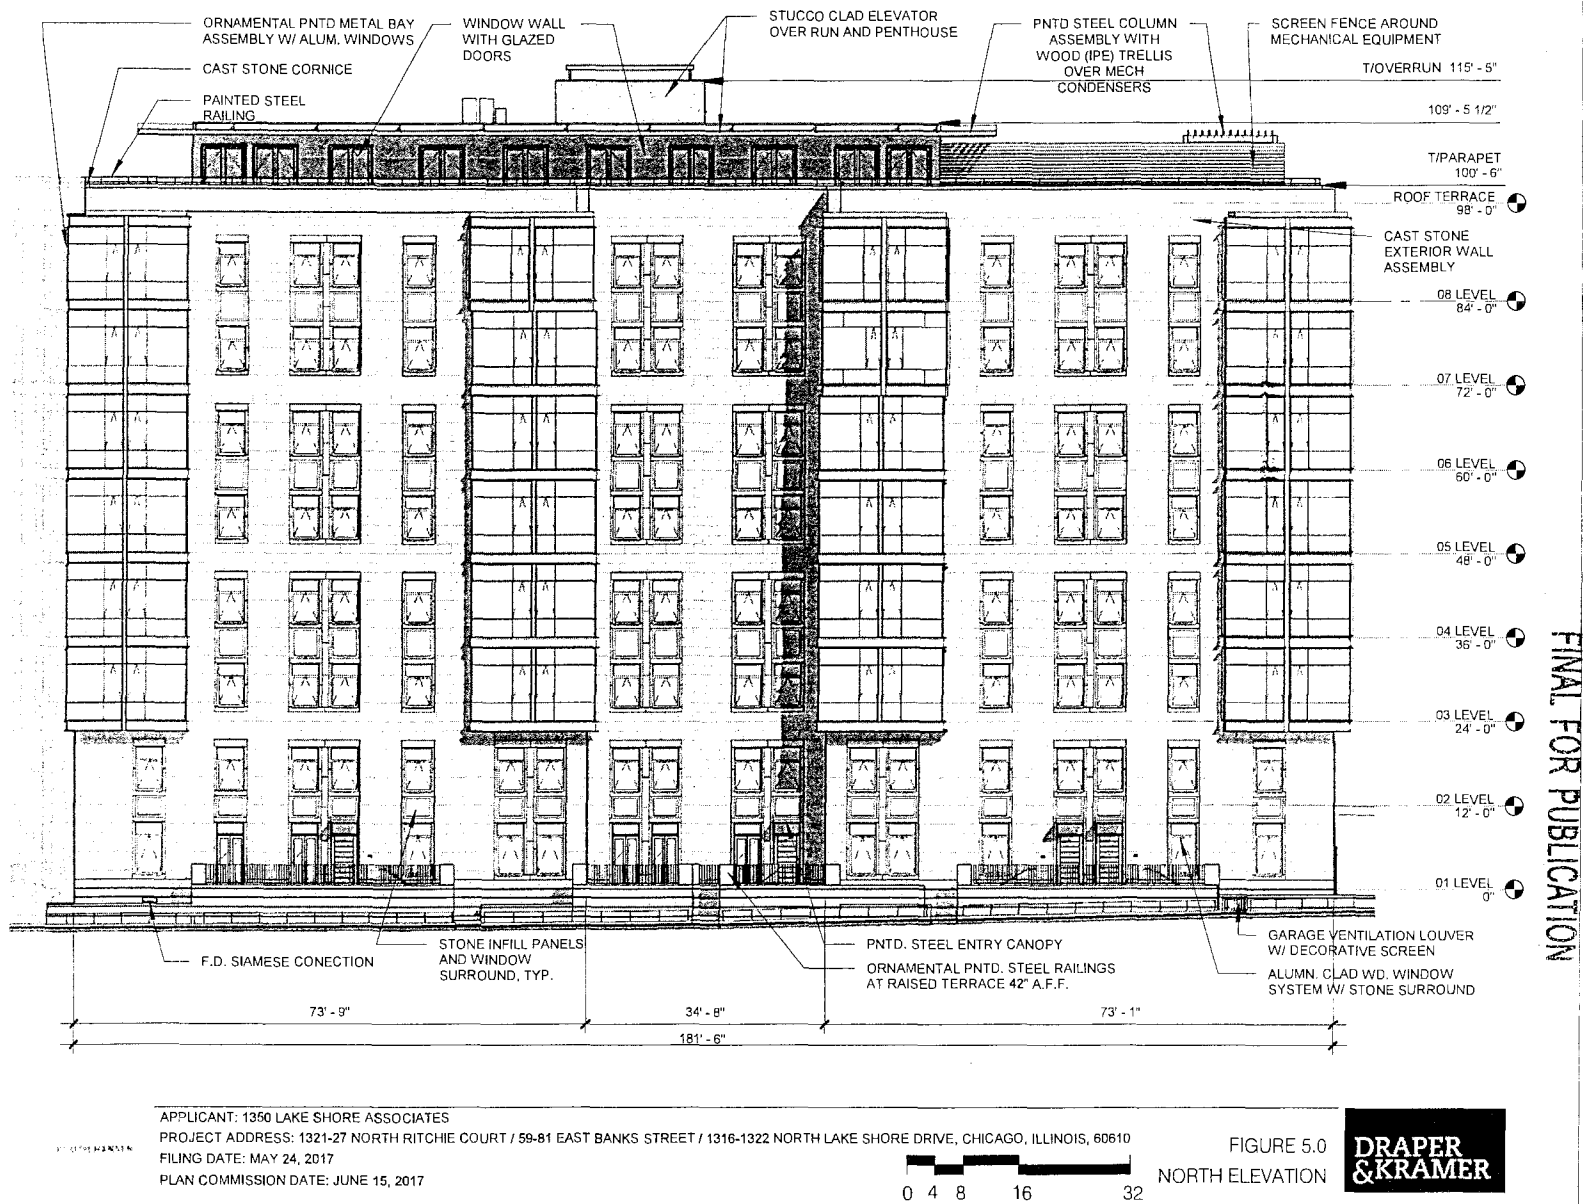 ORNAMENTAL PNTD METAL BAY
ASSEMBLY W/ ALUM. WINDOWS
CAST STONE CORNICE
PAINTED STEEL
RAILING
WINDOW WALL
WITH GLAZED
DOORS
STUCCO CLAD ELEVATOR
OVER RUN AND PENTHOUSE
PNTD STEEL COLUMN
ASSEMBLY WITH
WOOD (IPE) TRELLIS
OVER MECH
CONDENSERS
SCREEN FENCE AROUND
MECHANICAL EQUIPMENT
T/OVERRUN 115' - 5"
109' - 5 1/2"
T/PARAPET
100' - 6"
ROOF TERRACE
98' - 0"
CAST STONE
EXTERIOR WALL
ASSEMBLY
08 LEVEL
84' - 0"
07 LEVEL
72' - 0"
06 LEVEL
60' - 0"
05 LEVEL
48' - 0"
04 LEVEL
36' - 0"
03 LEVEL
24' - 0"
02 LEVEL
12' - 0"
01 LEVEL
0"
FINAL FOR PUBLICATION
F.D. SIAMESE CONECTION
STONE INFILL PANELS
AND WINDOW
SURROUND, TYP.
PNTD. STEEL ENTRY CANOPY
ORNAMENTAL PNTD. STEEL RAILINGS
AT RAISED TERRACE 42" A.F.F.
GARAGE VENTILATION LOUVER
W/ DECORATIVE SCREEN
ALUMN. CLAD WD. WINDOW
SYSTEM W/ STONE SURROUND
73' - 9"
34' - 8"
73' - 1"
181' - 6"
APPLICANT: 1350 LAKE SHORE ASSOCIATES
PROJECT ADDRESS: 1321-27 NORTH RITCHIE COURT / 59-81 EAST BANKS STREET / 1316-1322 NORTH LAKE SHORE DRIVE, CHICAGO, ILLINOIS, 60610
FILING DATE: MAY 24, 2017
PLAN COMMISSION DATE: JUNE 15, 2017
0 4 8 16 32
FIGURE 5.0
NORTH ELEVATION
DRAPER
&KRAMER